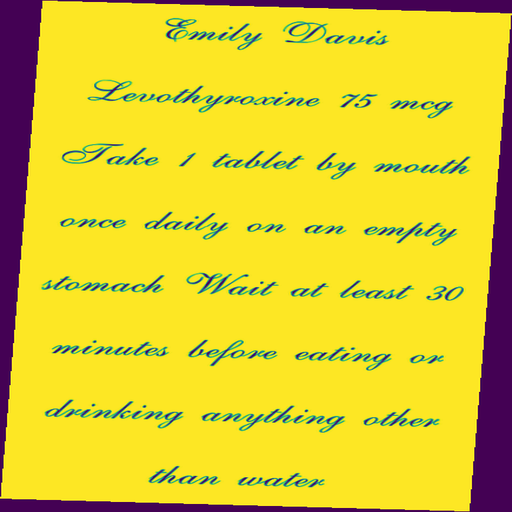 Emily Davis
Levothyroxine 75 mcg
Take 1 tablet by mouth
once daily on an empty
stomach Wait at least 30
minutes before eating or
drinking anything other
than water